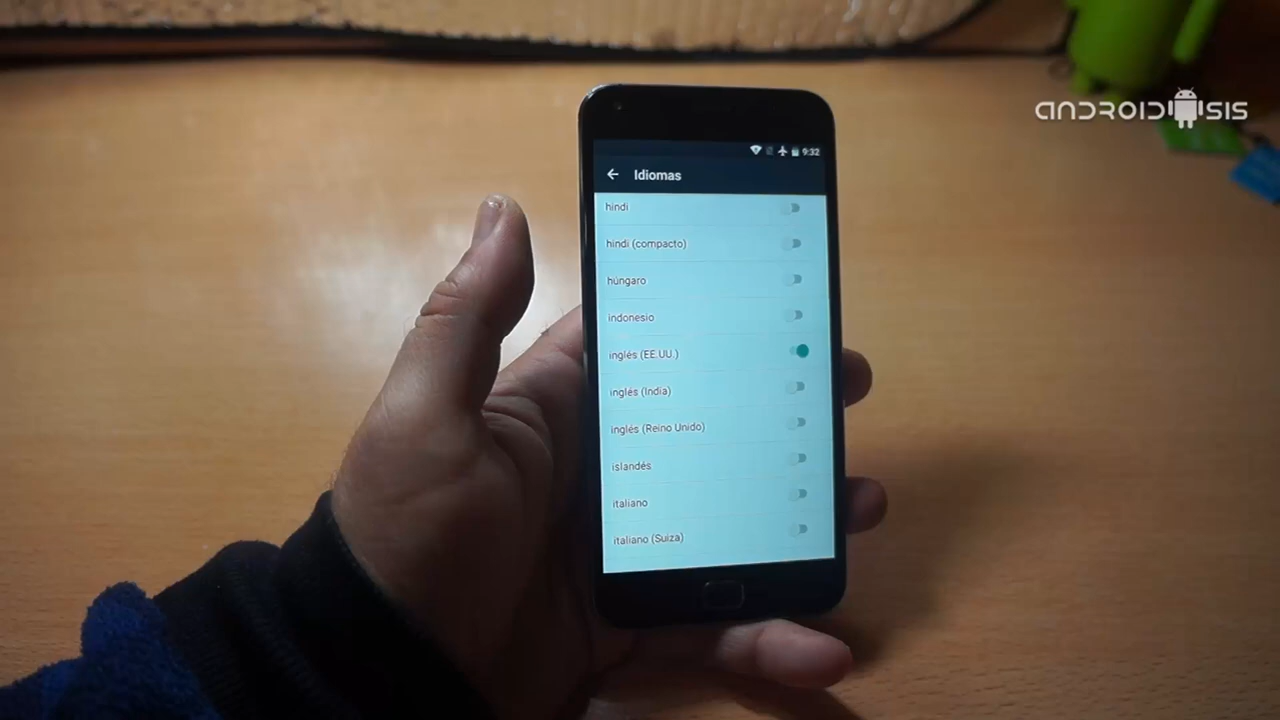 ANDROIDSIS
9:32
Idiomas
hindi
hindi (compacto)
húngaro
indonesio
inglés (EE.UU.)
inglés (India)
inglés (Reino Unido)
islandés
italiano
italiano (Suiza)